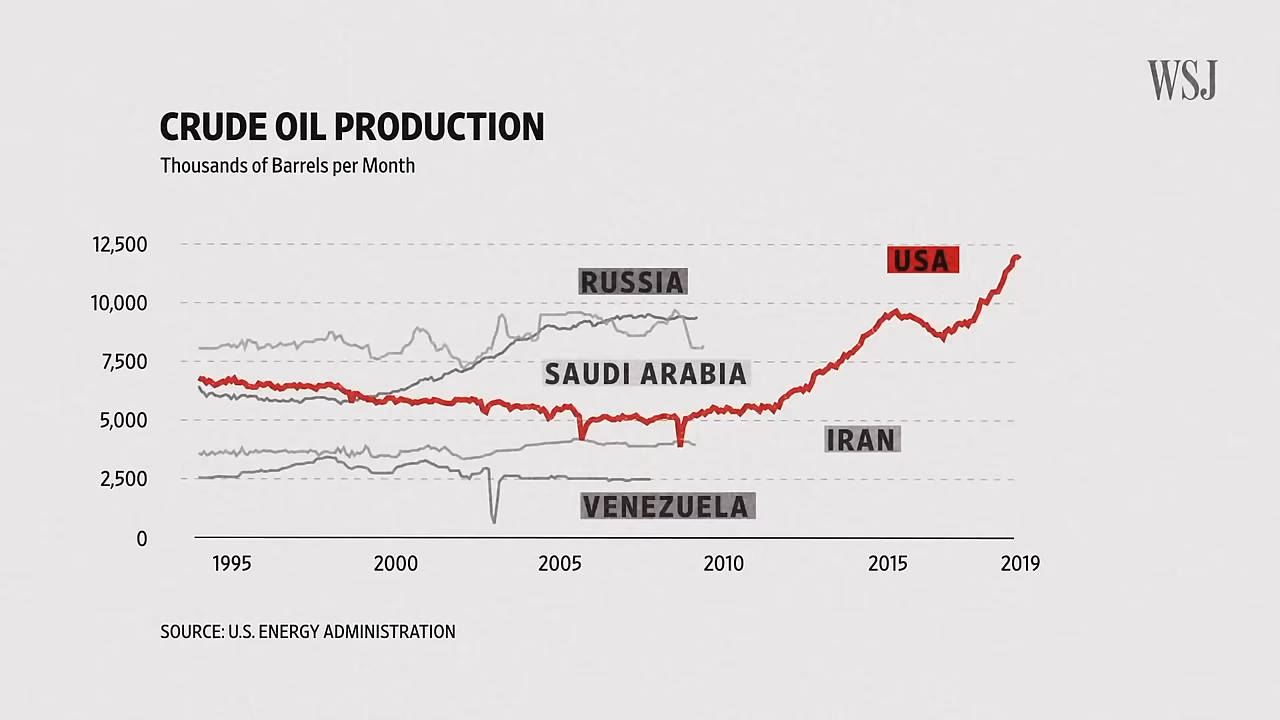 WSJ
CRUDE OIL PRODUCTION
Thousands of Barrels per Month
12,500
10,000
7,500
5,000
2,500
0
USA
RUSSIA
SAUDI ARABIA
IRAN
VENEZUELA
1995 2000 2005 2010 2015 2019
SOURCE: U.S. ENERGY ADMINISTRATION